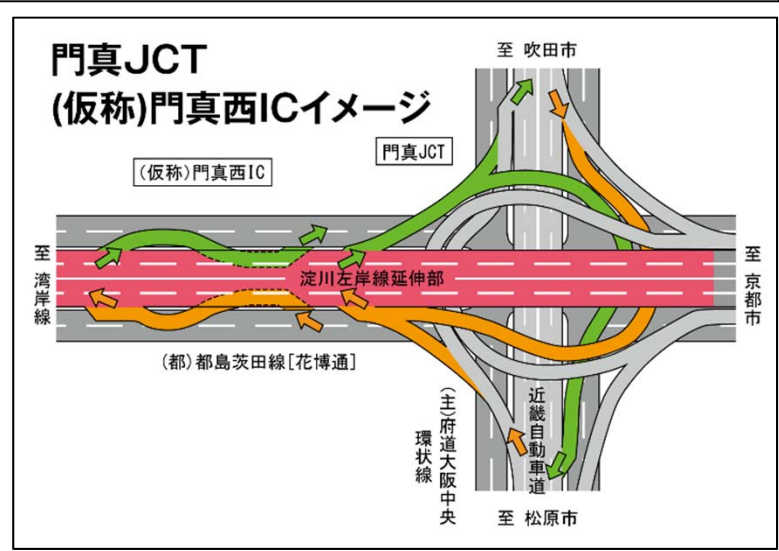 門真JCT
(仮称)門真西ICイメージ
至 吹田市
門真JCT
(仮称)門真西IC
至 湾岸線
淀川左岸線延伸部
至 京都市
(都)都島茨田線[花博通]
(主)府道大阪中央
環状線
近畿自動車道
至 松原市